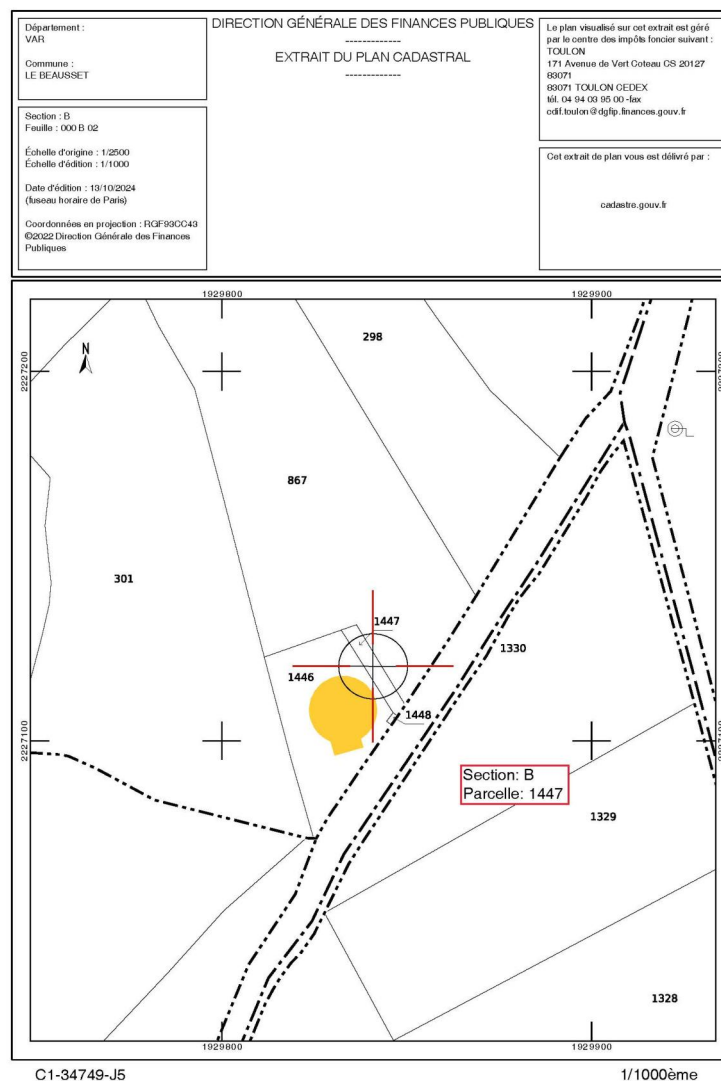 Département :
VAR
Commune :
LE BEAUSSET
Section : B
Feuille : 000 B 02
Échelle d'origine : 1/2500
Échelle d'édition : 1/1000
Date d'édition : 13/10/2024
(fuseau horaire de Paris)
Coordonnées en projection : RGF93CC43
©2022 Direction Générale des Finances
Publiques
DIRECTION GÉNÉRALE DES FINANCES PUBLIQUES
-------------
EXTRAIT DU PLAN CADASTRAL
-------------
Le plan visualisé sur cet extrait est géré
par le centre des impôts foncier suivant :
TOULON
171 Avenue de Vert Coteau CS 20127
83071
83071 TOULON CEDEX
tél. 04 94 03 95 00 -fax
cdif.toulon@dgfip.finances.gouv.fr
Cet extrait de plan vous est délivré par :
cadastre.gouv.fr
1929800
1929900
2227200
2227200
N
298
867
301
1447
1330
1446
1448
2227100
2227100
Section: B
Parcelle: 1447
1329
1328
1929800
1929900
C1-34749-J5
1/1000ème